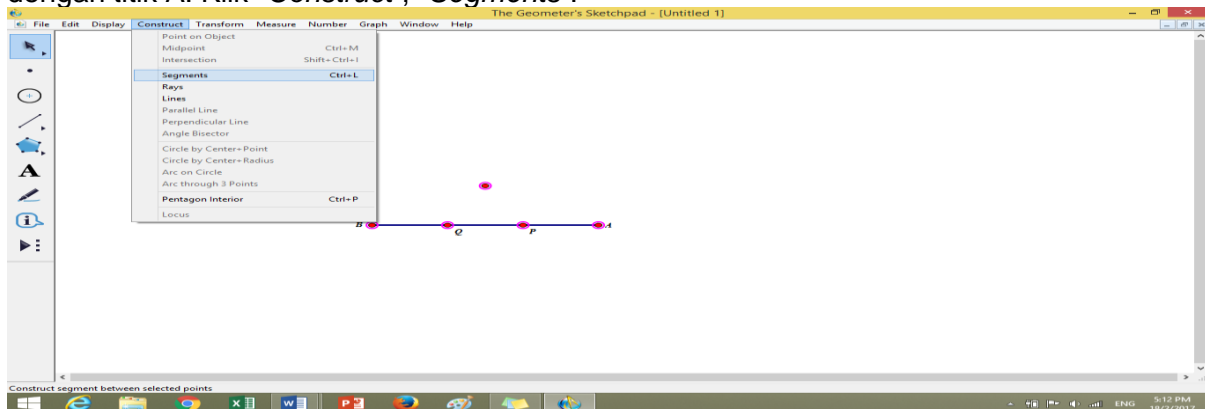 dengan titik A. Klik "Construct", "Segments".
The Geometer's Sketchpad - [Untitled 1]
File Edit Display Construct Transform Measure Number Graph Window Help
Point on Object
Midpoint Ctrl+M
Intersection Shift+Ctrl+I
Segments Ctrl+L
Rays
Lines
Parallel Line
Perpendicular Line
Angle Bisector
Circle by Center+Point
Circle by Center+Radius
Arc on Circle
Arc through 3 Points
Pentagon Interior Ctrl+P
Locus
A
B Q P A
Construct segment between selected points
ENG 5:12 PM
18/2/2017